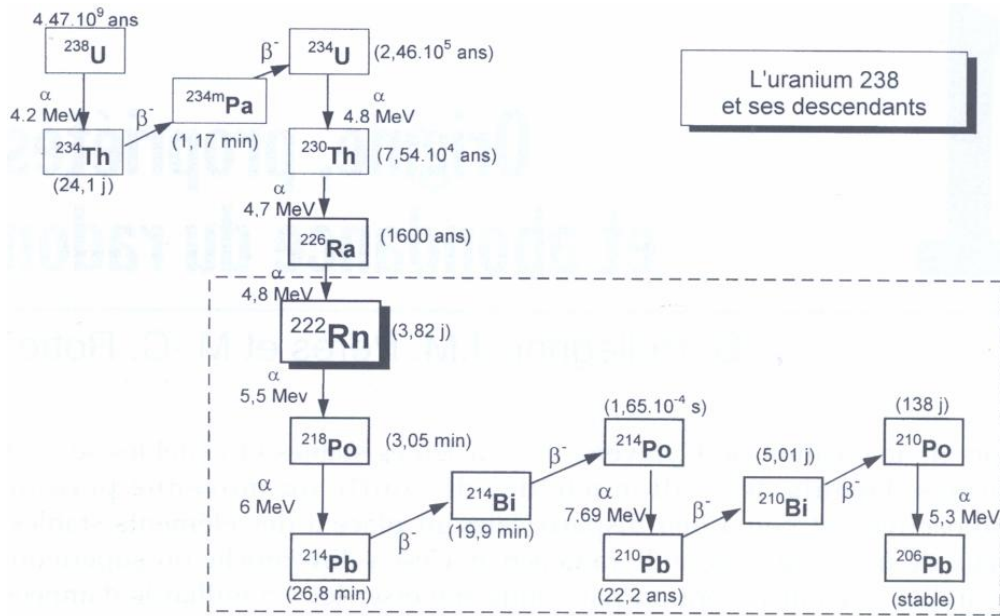 4,47.10⁹ ans
²³⁸U
β⁻
²³⁴U
(2,46.10⁵ ans)
L'uranium 238
et ses descendants
α
4.2 MeV
β⁻
²³⁴ᵐPa
α
4.8 MeV
²³⁴Th
(1,17 min)
²³⁰Th
(7,54.10⁴ ans)
(24,1 j)
α
4,7 MeV
²²⁶Ra
(1600 ans)
α
4,8 MeV
²²²Rn
(3,82 j)
α
5,5 Mev
(1,65.10⁻⁴ s)
(138 j)
²¹⁸Po
(3,05 min)
β⁻
²¹⁴Po
(5,01 j)
²¹⁰Po
α
6 MeV
²¹⁴Bi
α
7,69 MeV
β⁻
²¹⁰Bi
β⁻
α
5,3 MeV
β⁻
(19,9 min)
²¹⁴Pb
²¹⁰Pb
²⁰⁶Pb
(26,8 min)
(22,2 ans)
(stable)